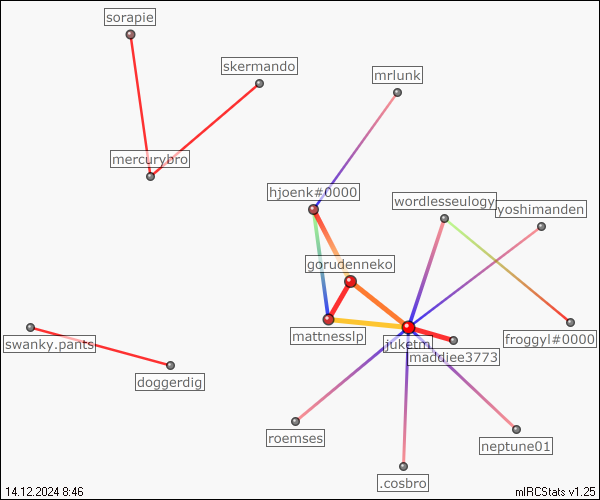 sorapie
skermando
mrlunk
mercurybro
hjoenk#0000
wordlesseulogy
yoshimanden
gorudenneko
mattnesslp
juketm
swanky.pants
froggyl#0000
maddiee3773
doggerdig
roemses
neptune01
.cosbro
14.12.2024 8:46
mIRCStats v1.25